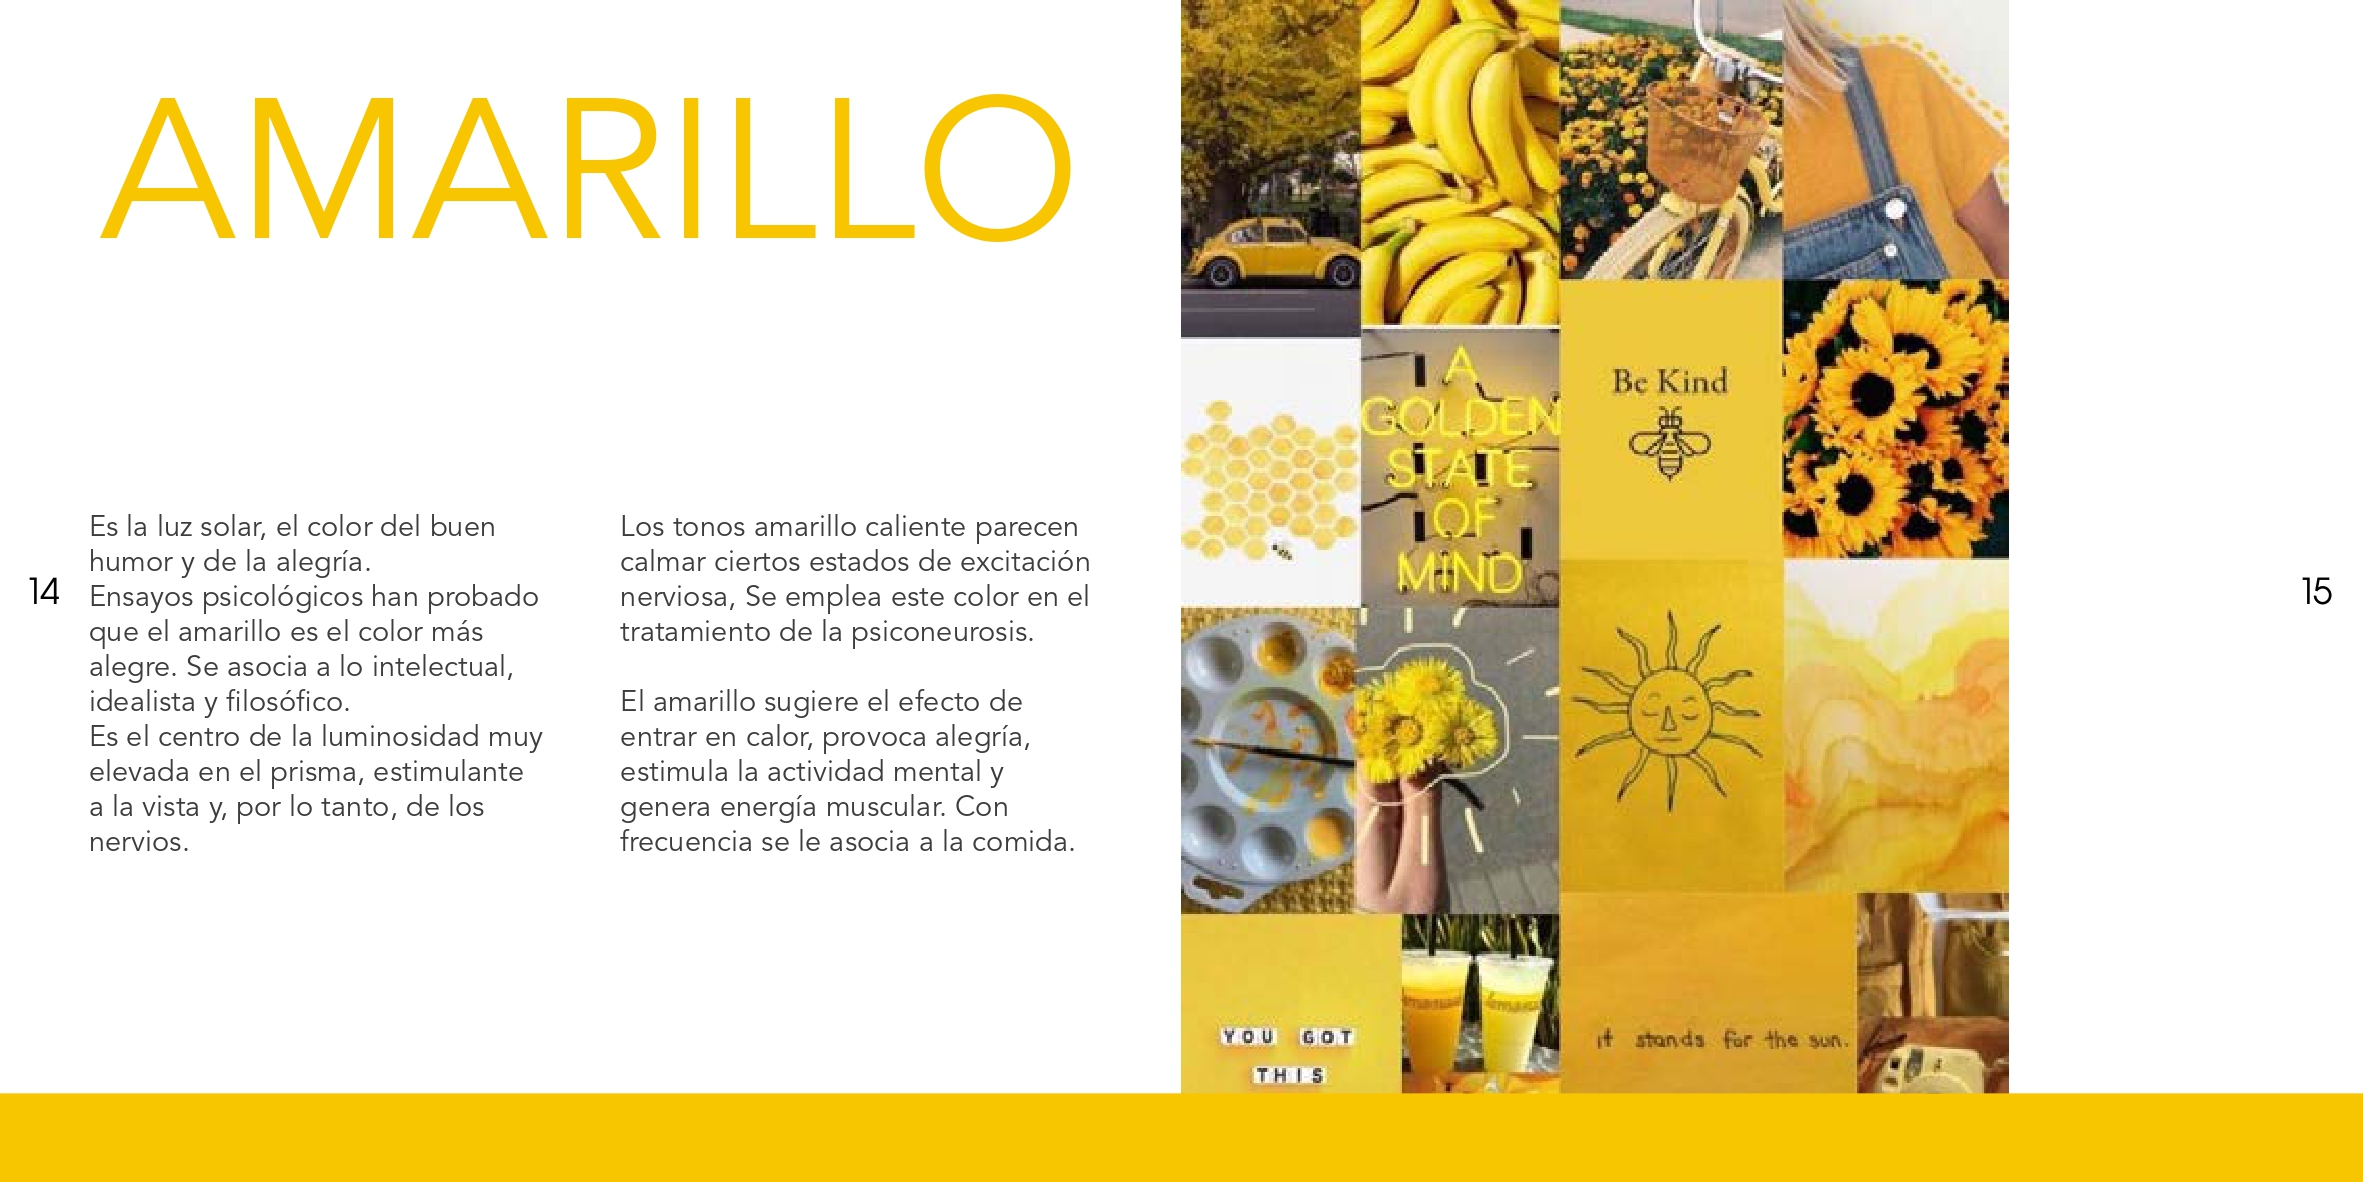 AMARILLO
14
Es la luz solar, el color del buen
humor y de la alegría.
Ensayos psicológicos han probado
que el amarillo es el color más
alegre. Se asocia a lo intelectual,
idealista y filosófico.
Es el centro de la luminosidad muy
elevada en el prisma, estimulante
a la vista y, por lo tanto, de los
nervios.
Los tonos amarillo caliente parecen
calmar ciertos estados de excitación
nerviosa, Se emplea este color en el
tratamiento de la psiconeurosis.
El amarillo sugiere el efecto de
entrar en calor, provoca alegría,
estimula la actividad mental y
genera energía muscular. Con
frecuencia se le asocia a la comida.
A
GOLDEN
STATE
OF
MIND
Be Kind
YOU GOT
THIS
it stands for the sun.
15